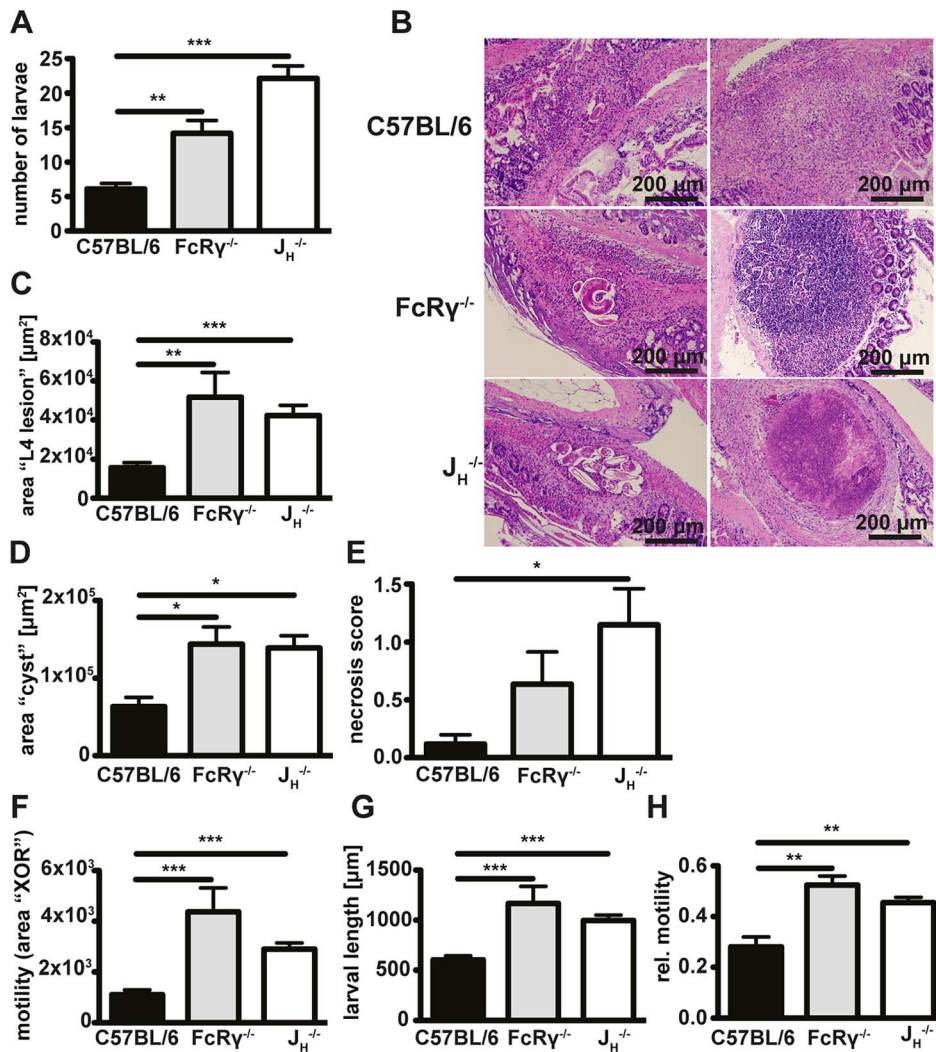 A
number of larvae
25
20
15
10
5
0
***
**
C57BL/6 FcRγ-/- JH-/-
B
C57BL/6
200 µm 200 µm
FcRγ-/-
200 µm 200 µm
JH-/-
200 µm 200 µm
C
area “L4 lesion” [µm²]
8x10⁴
6x10⁴
4x10⁴
2x10⁴
0
***
**
C57BL/6 FcRγ-/- JH-/-
D
area “cyst” [µm²]
2x10⁵
1x10⁵
0
*
*
C57BL/6 FcRγ-/- JH-/-
E
necrosis score
1.5
1.0
0.5
0.0
*
C57BL/6 FcRγ-/- JH-/-
F
motility (area “XOR”)
6x10³
4x10³
2x10³
0
***
***
C57BL/6 FcRγ-/- JH-/-
G
larval length [µm]
1500
1000
500
0
***
***
C57BL/6 FcRγ-/- JH-/-
H
rel. motility
0.6
0.4
0.2
0.0
**
**
C57BL/6 FcRγ-/- JH-/-